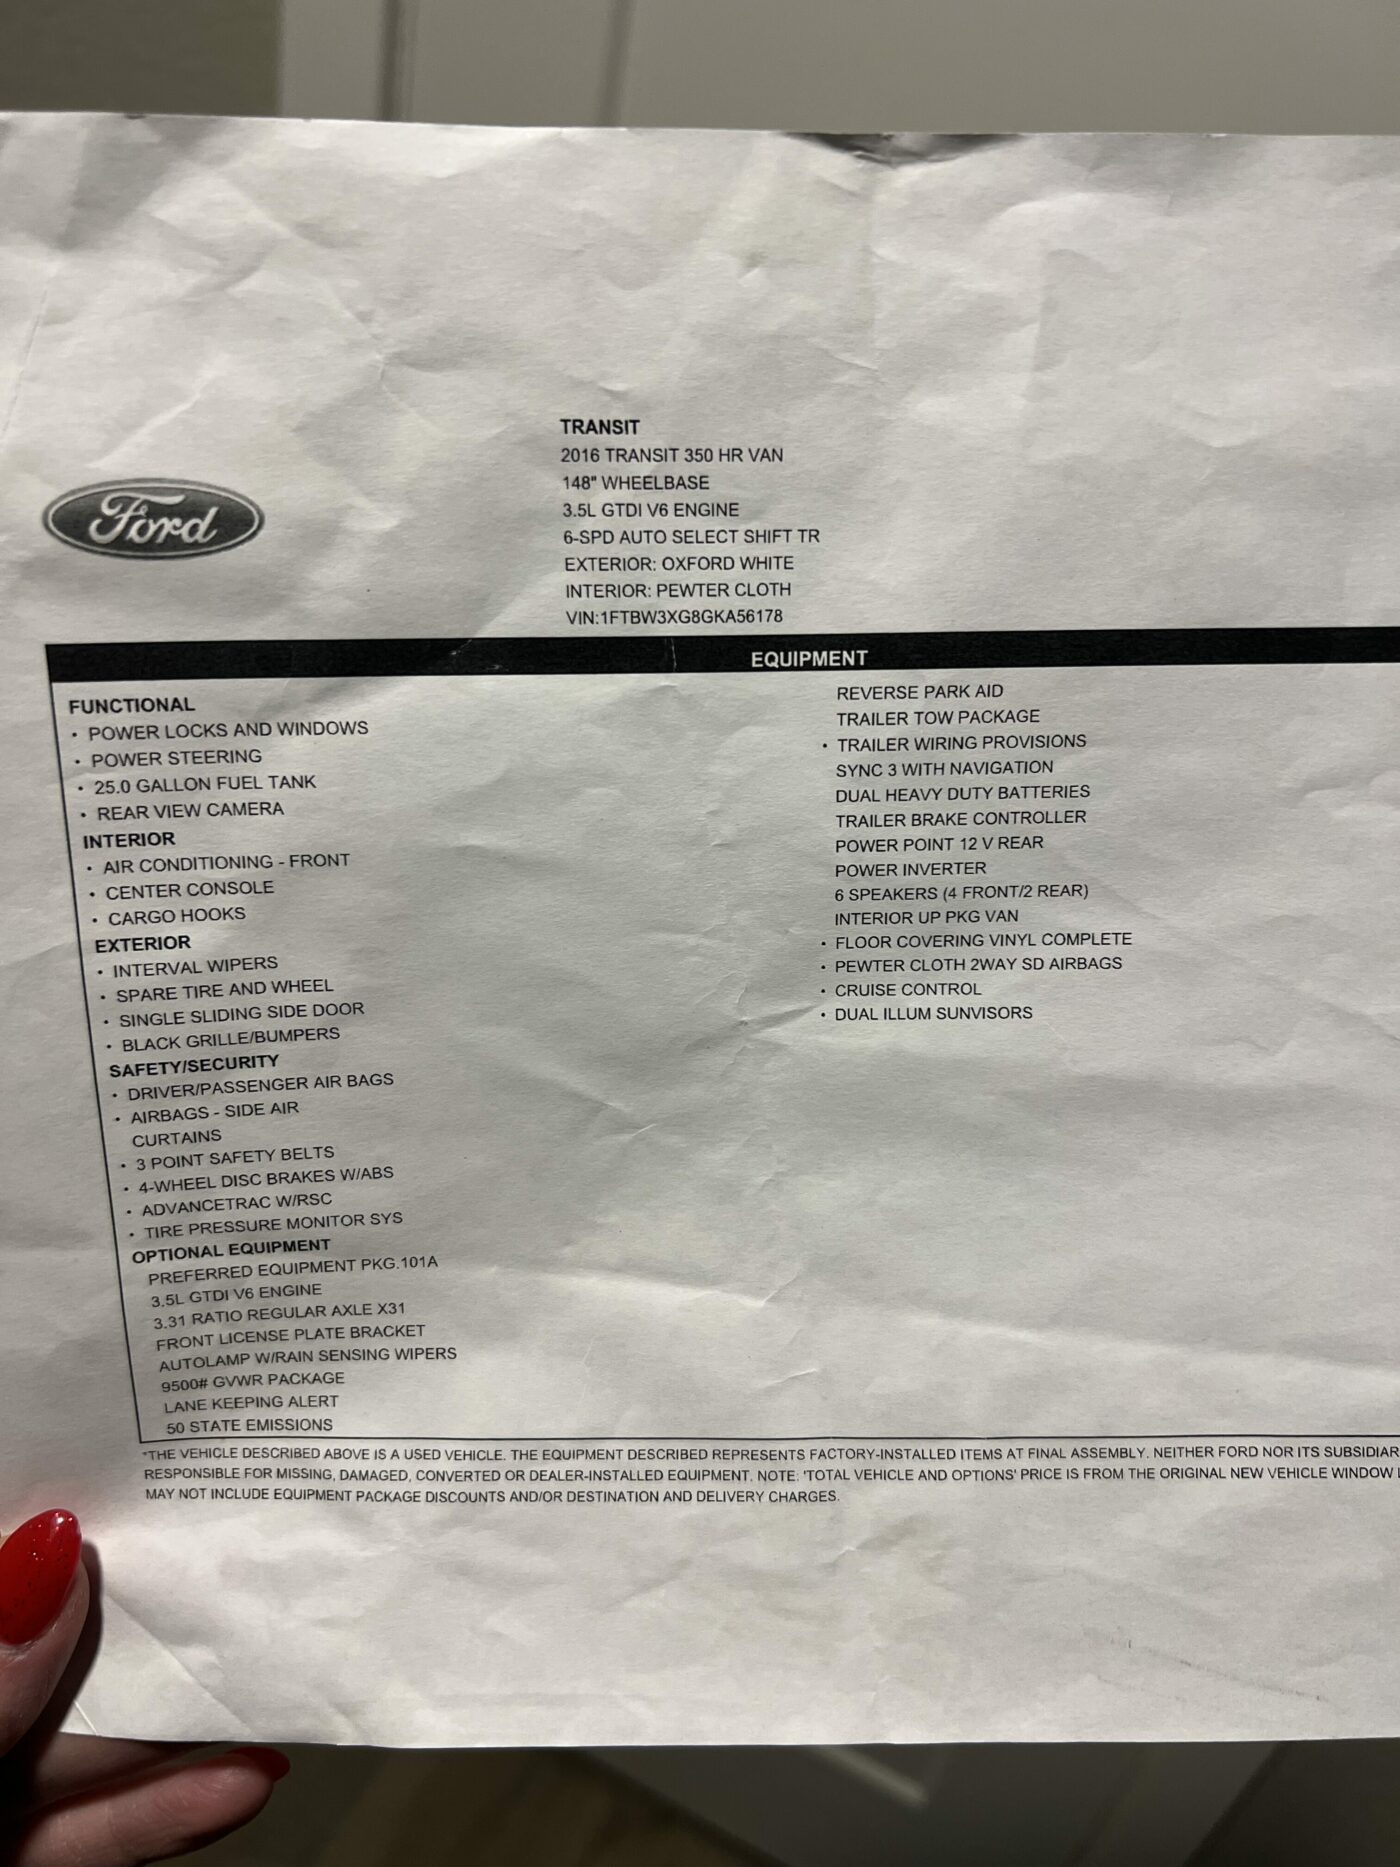 TRANSIT
2016 TRANSIT 350 HR VAN
148" WHEELBASE
3.5L GTDI V6 ENGINE
6-SPD AUTO SELECT SHIFT TR
EXTERIOR: OXFORD WHITE
INTERIOR: PEWTER CLOTH
VIN:1FTBW3XG8GKA56178
Ford
EQUIPMENT
FUNCTIONAL
• POWER LOCKS AND WINDOWS
• POWER STEERING
• 25.0 GALLON FUEL TANK
• REAR VIEW CAMERA
INTERIOR
• AIR CONDITIONING - FRONT
• CENTER CONSOLE
• CARGO HOOKS
EXTERIOR
• INTERVAL WIPERS
• SPARE TIRE AND WHEEL
• SINGLE SLIDING SIDE DOOR
• BLACK GRILLE/BUMPERS
SAFETY/SECURITY
• DRIVER/PASSENGER AIR BAGS
• AIRBAGS - SIDE AIR
CURTAINS
• 3 POINT SAFETY BELTS
• 4-WHEEL DISC BRAKES W/ABS
• ADVANCETRAC W/RSC
• TIRE PRESSURE MONITOR SYS
OPTIONAL EQUIPMENT
PREFERRED EQUIPMENT PKG.101A
3.5L GTDI V6 ENGINE
3.31 RATIO REGULAR AXLE X31
FRONT LICENSE PLATE BRACKET
AUTOLAMP W/RAIN SENSING WIPERS
9500# GVWR PACKAGE
LANE KEEPING ALERT
50 STATE EMISSIONS
REVERSE PARK AID
TRAILER TOW PACKAGE
• TRAILER WIRING PROVISIONS
SYNC 3 WITH NAVIGATION
DUAL HEAVY DUTY BATTERIES
TRAILER BRAKE CONTROLLER
POWER POINT 12 V REAR
POWER INVERTER
6 SPEAKERS (4 FRONT/2 REAR)
INTERIOR UP PKG VAN
• FLOOR COVERING VINYL COMPLETE
• PEWTER CLOTH 2WAY SD AIRBAGS
• CRUISE CONTROL
• DUAL ILLUM SUNVISORS
*THE VEHICLE DESCRIBED ABOVE IS A USED VEHICLE. THE EQUIPMENT DESCRIBED REPRESENTS FACTORY-INSTALLED ITEMS AT FINAL ASSEMBLY. NEITHER FORD NOR ITS SUBSIDIAR
RESPONSIBLE FOR MISSING, DAMAGED, CONVERTED OR DEALER-INSTALLED EQUIPMENT. NOTE: 'TOTAL VEHICLE AND OPTIONS' PRICE IS FROM THE ORIGINAL NEW VEHICLE WINDOW
MAY NOT INCLUDE EQUIPMENT PACKAGE DISCOUNTS AND/OR DESTINATION AND DELIVERY CHARGES.